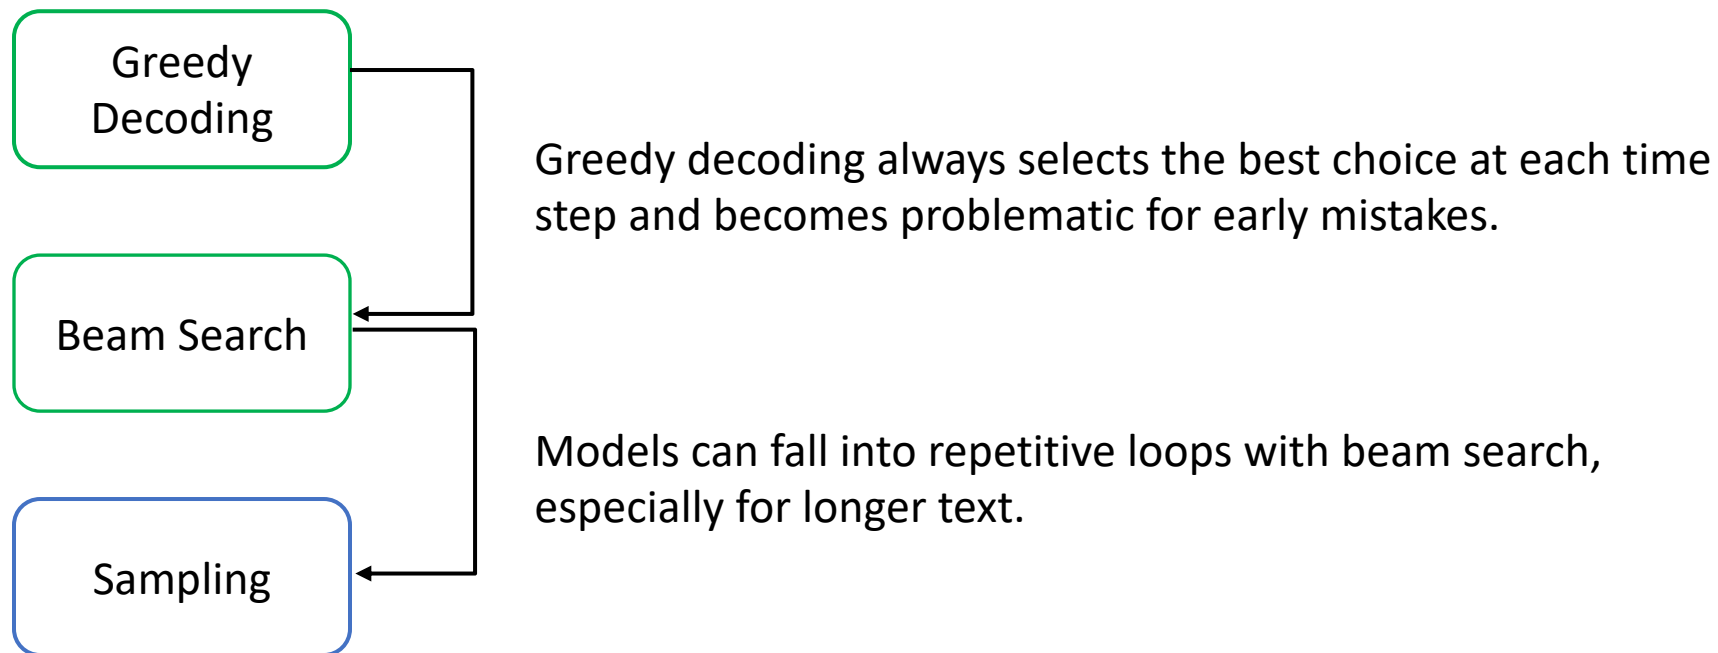 Greedy
Decoding
Greedy decoding always selects the best choice at each time
step and becomes problematic for early mistakes.
Beam Search
Models can fall into repetitive loops with beam search,
especially for longer text.
Sampling